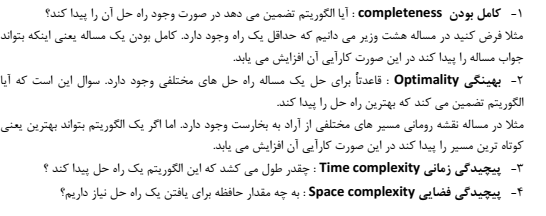 ۱- کامل بودن completeness : آیا الگوریتم تضمین می دهد در صورت وجود راه حل آن را پیدا کند؟
مثلا فرض کنید در مساله هشت وزیر می دانیم که حداقل یک راه وجود دارد. کامل بودن یک مساله یعنی اینکه بتواند
جواب مساله را پیدا کند در این صورت کارآیی آن افزایش می یابد.
۲- بهینگی Optimality : قاعدتاً برای حل یک مساله راه حل های مختلفی وجود دارد. سوال این است که آیا
الگوریتم تضمین می کند که بهترین راه حل را پیدا کند.
مثلا در مساله نقشه رومانی مسیر های مختلفی از آراد به بخارست وجود دارد. اما اگر یک الگوریتم بتواند بهترین یعنی
کوتاه ترین مسیر را پیدا کند در این صورت کارآیی آن افزایش می یابد.
۳- پیچیدگی زمانی Time complexity : چقدر طول می کشد که این الگوریتم یک راه حل پیدا کند ؟
۴- پیچیدگی فضایی Space complexity : به چه مقدار حافظه برای یافتن یک راه حل نیاز داریم؟